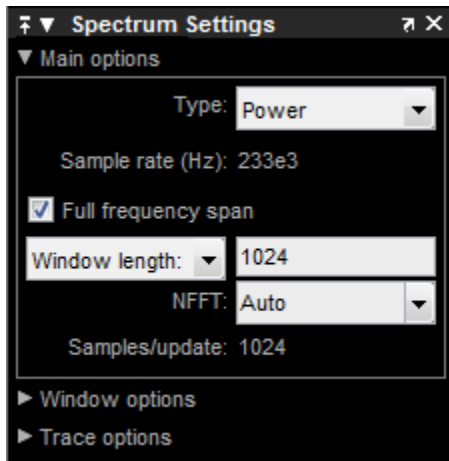 Spectrum Settings
Main options
Type: Power
Sample rate (Hz): 233e3
Full frequency span
Window length: 1024
NFFT: Auto
Samples/update: 1024
Window options
Trace options